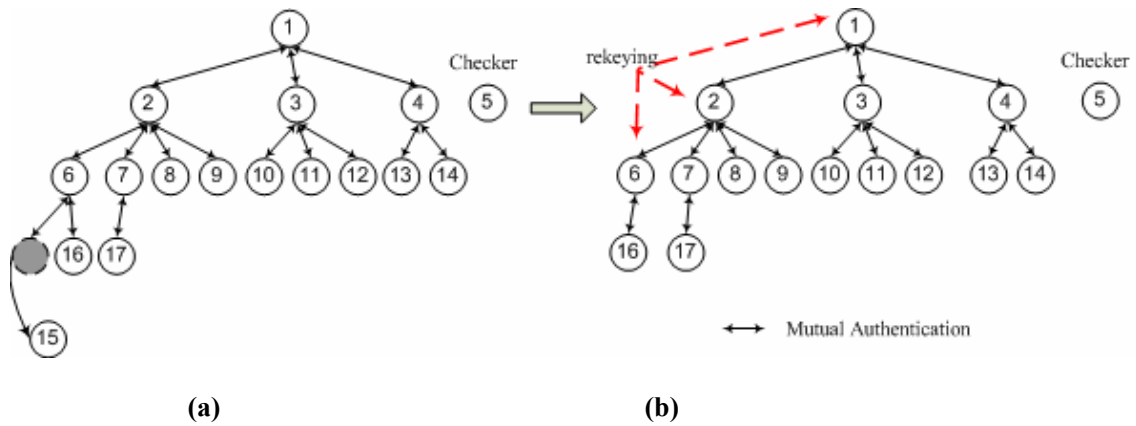 1
1
Checker
rekeying
Checker
2 3 4 5
2 3 4 5
6 7 8 9 10 11 12 13 14
6 7 8 9 10 11 12 13 14
16 17
16 17
15
Mutual Authentication
(a) (b)